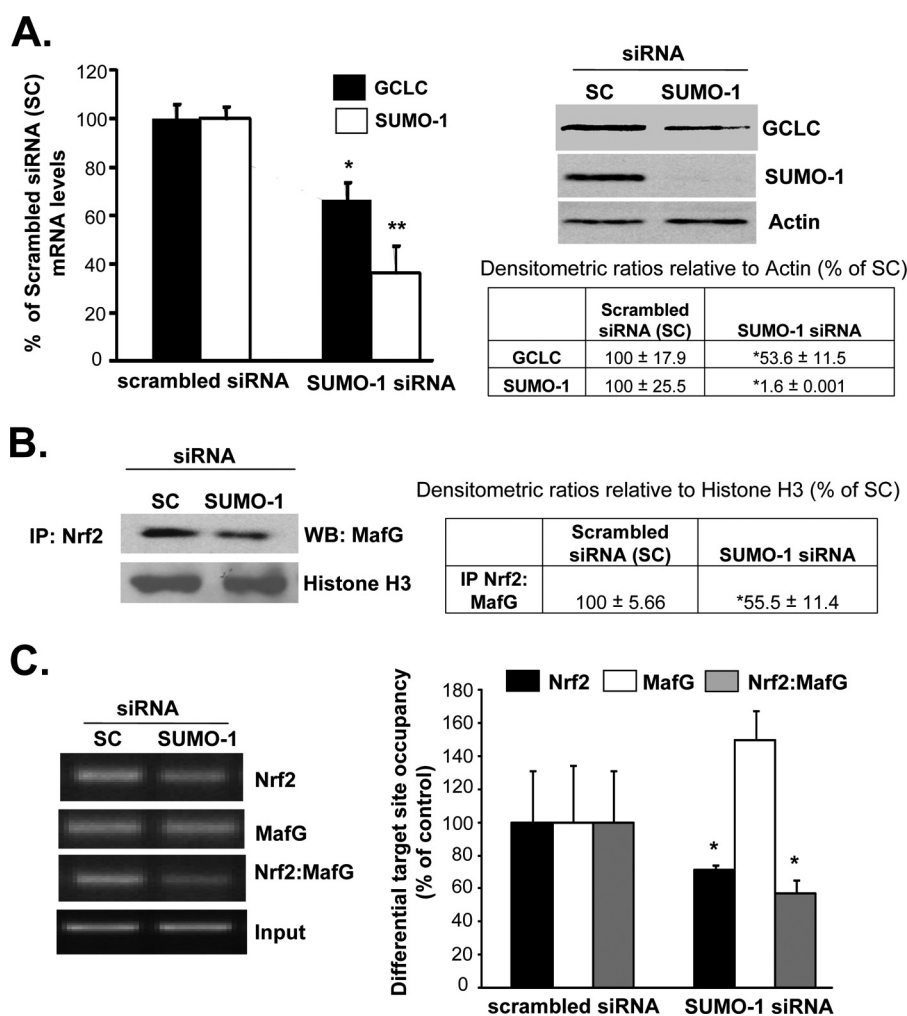 A.
% of Scrambled siRNA (SC)
mRNA levels
120
100
80
60
40
20
0
GCLC
SUMO-1
*
**
scrambled siRNA SUMO-1 siRNA
siRNA
SC SUMO-1
GCLC
SUMO-1
Actin
Densitometric ratios relative to Actin (% of SC)
Scrambled
siRNA (SC) SUMO-1 siRNA
GCLC 100 ± 17.9 *53.6 ± 11.5
SUMO-1 100 ± 25.5 *1.6 ± 0.001
B.
siRNA
SC SUMO-1
IP: Nrf2 WB: MafG
Histone H3
Densitometric ratios relative to Histone H3 (% of SC)
Scrambled
siRNA (SC) SUMO-1 siRNA
IP Nrf2:
MafG 100 ± 5.66 *55.5 ± 11.4
C.
siRNA
SC SUMO-1
Nrf2
MafG
Nrf2:MafG
Input
Nrf2 MafG Nrf2:MafG
Differential target site occupancy
(% of control)
180
160
140
120
100
80
60
40
20
0
*
*
scrambled siRNA SUMO-1 siRNA